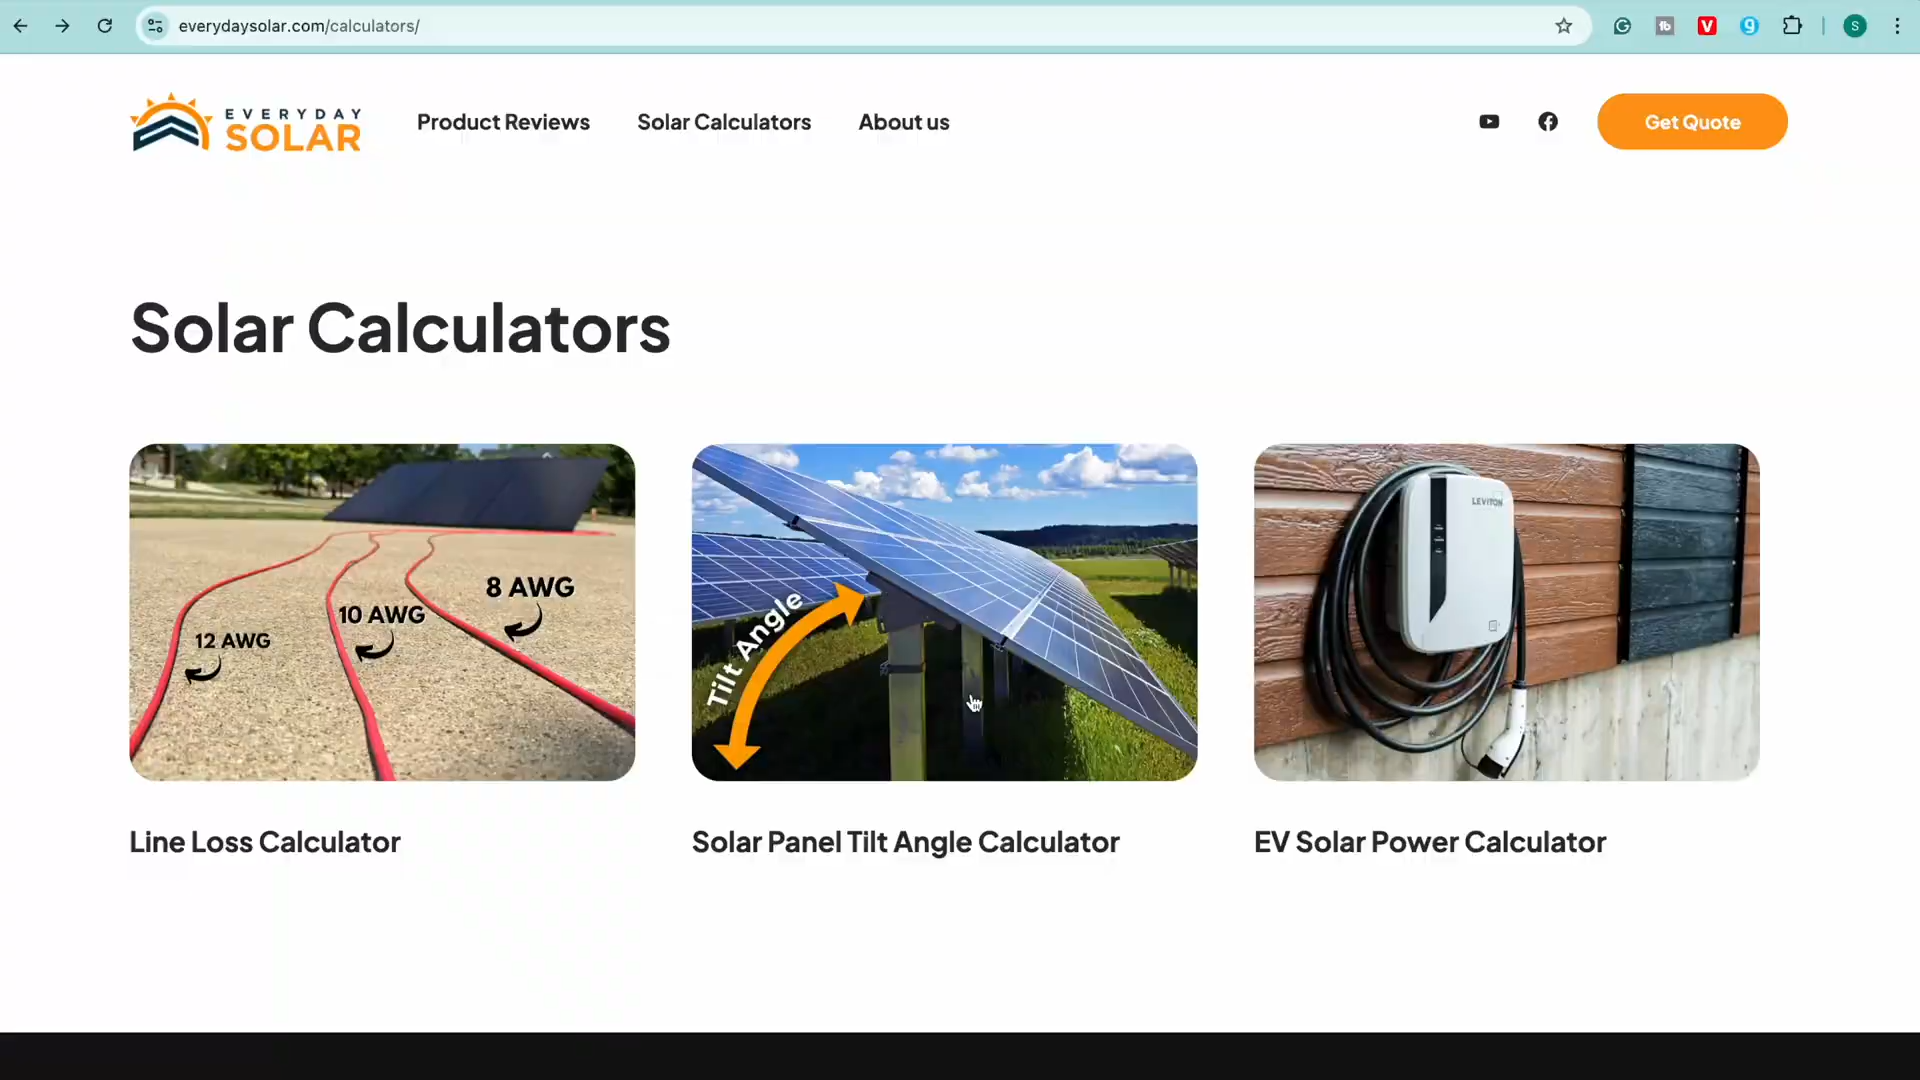 everydaysolar.com/calculators/
S
EVERYDAY
SOLAR
Product Reviews
Solar Calculators
About us
Get Quote
Solar Calculators
12 AWG
10 AWG
8 AWG
Tilt Angle
LEVITON
Line Loss Calculator
Solar Panel Tilt Angle Calculator
EV Solar Power Calculator